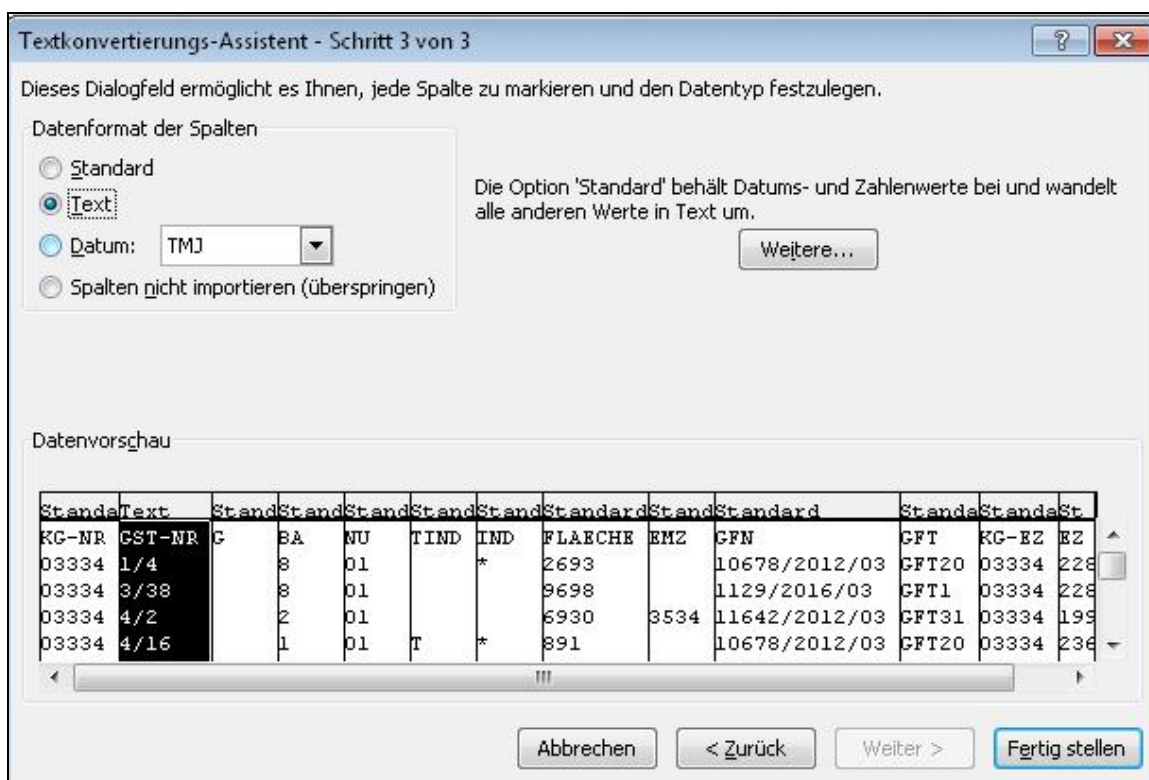 Textkonvertierungs-Assistent - Schritt 3 von 3
Dieses Dialogfeld ermöglicht es Ihnen, jede Spalte zu markieren und den Datentyp festzulegen.
Datenformat der Spalten
Standard
Text
Datum: TMJ
Spalten nicht importieren (überspringen)
Die Option 'Standard' behält Datums- und Zahlenwerte bei und wandelt
alle anderen Werte in Text um.
Weitere...
Datenvorschau
Standa Text Stand Stand Stand Stand Stand Standard Stand Standard Standa Standa St
KG-NR GST-NR G BA NU TIND IND FLAECHE EMZ GFN GFT KG-EZ EZ
03334 1/4 8 01 * 2693 10678/2012/03 GFT20 03334 228
03334 3/38 8 01 9698 1129/2016/03 GFT1 03334 228
03334 4/2 2 01 6930 3534 11642/2012/03 GFT31 03334 199
03334 4/16 1 01 T * 891 10678/2012/03 GFT20 03334 236
Abbrechen < Zurück Weiter > Fertig stellen